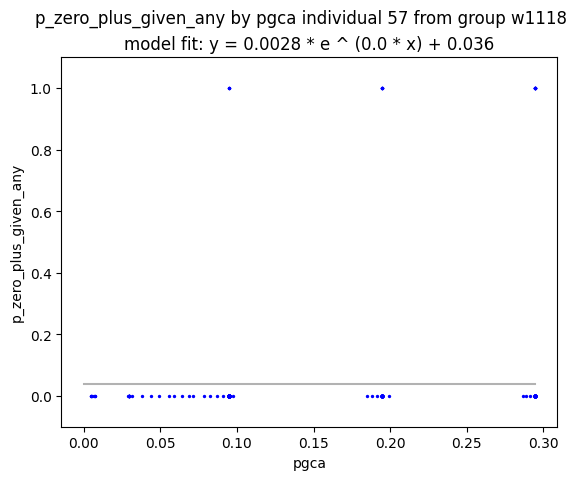 p_zero_plus_given_any by pgca individual 57 from group w1118
model fit: y = 0.0028 * e ^ (0.0 * x) + 0.036
1.0
0.8
0.6
0.4
0.2
0.0
p_zero_plus_given_any
0.00 0.05 0.10 0.15 0.20 0.25 0.30
pgca